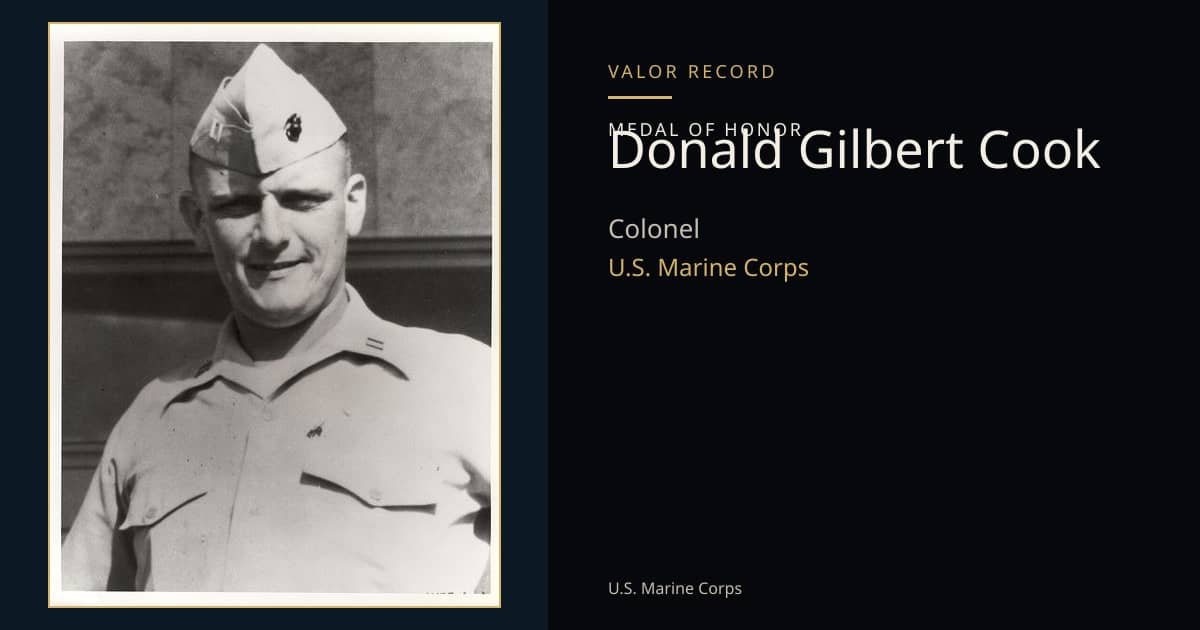 VALOR RECORD
MEDAL OF HONOR
Donald Gilbert Cook
Colonel
U.S. Marine Corps
U.S. Marine Corps